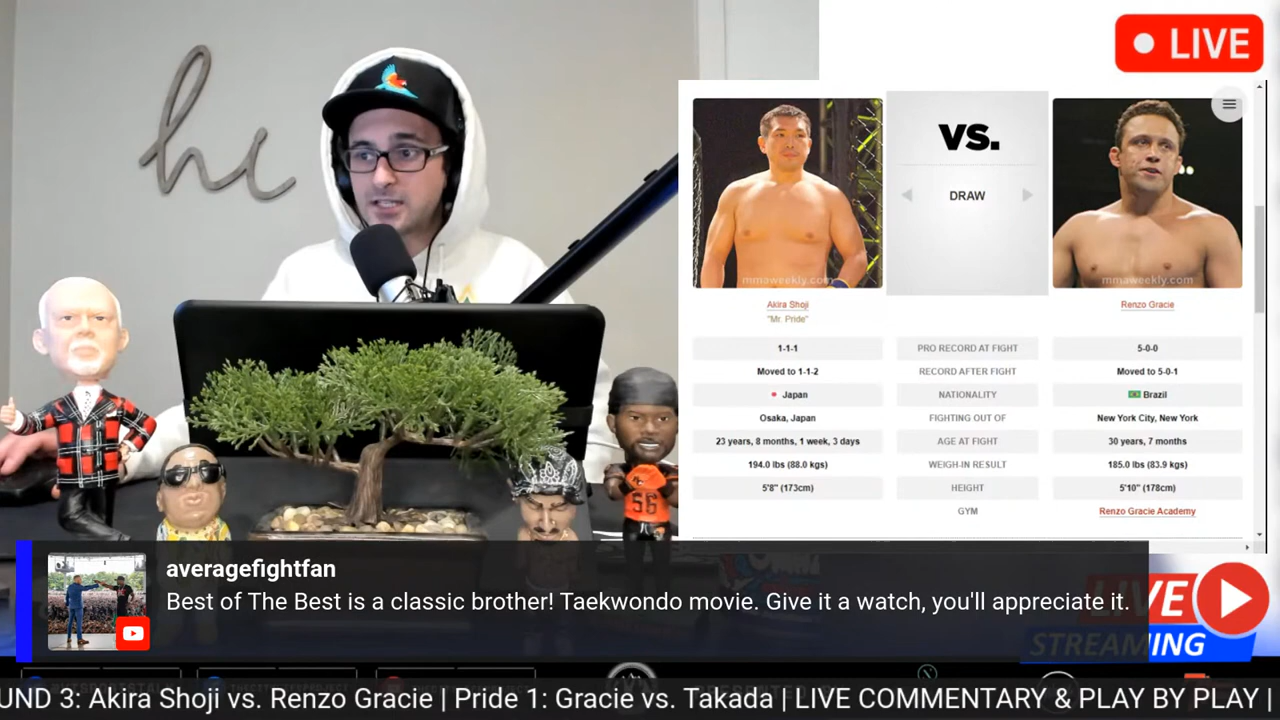 hi
LIVE
VS.
DRAW
mmaweekly.com
mmaweekly.com
Akira Shoji
"Mr. Pride"
Renzo Gracie
1-1-1 PRO RECORD AT FIGHT 5-0-0
Moved to 1-1-2 RECORD AFTER FIGHT Moved to 5-0-1
Japan NATIONALITY Brazil
Osaka, Japan FIGHTING OUT OF New York City, New York
23 years, 8 months, 1 week, 3 days AGE AT FIGHT 30 years, 7 months
194.0 lbs (88.0 kgs) WEIGH-IN RESULT 185.0 lbs (83.9 kgs)
5'8" (173cm) HEIGHT 5'10" (178cm)
GYM Renzo Gracie Academy
56
averagefightfan
Best of The Best is a classic brother! Taekwondo movie. Give it a watch, you'll appreciate it.
LIVE
STREAMING
UND 3: Akira Shoji vs. Renzo Gracie | Pride 1: Gracie vs. Takada | LIVE COMMENTARY & PLAY BY PLAY |